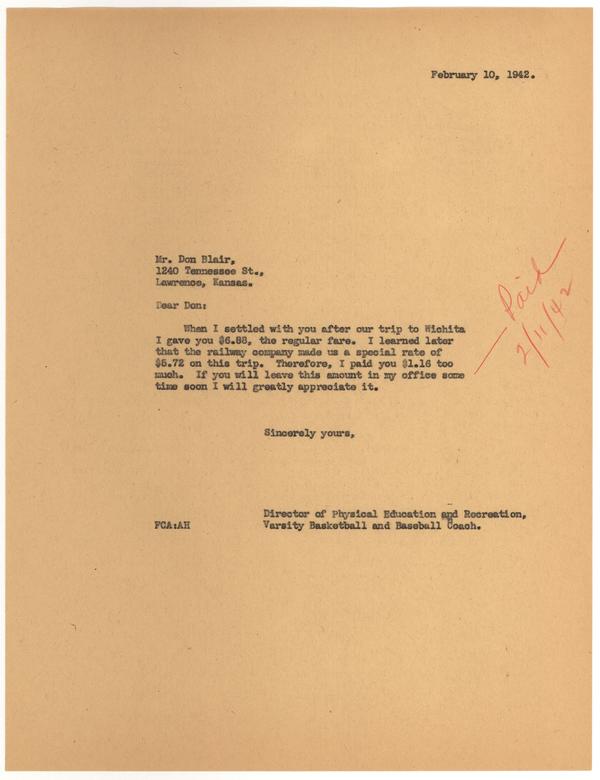 February 10, 1942.
Mr. Don Blair,
1240 Tennessee St.,
Lawrence, Kansas.
Dear Don:
When I settled with you after our trip to Wichita
I gave you $6.88, the regular fare. I learned later
that the railway company made us a special rate of
$5.72 on this trip. Therefore, I paid you $1.16 too
much. If you will leave this amount in my office some
time soon I will greatly appreciate it.
Paid
2/11/42
Sincerely yours,
Director of Physical Education and Recreation,
FCA:AH Varsity Basketball and Baseball Coach.